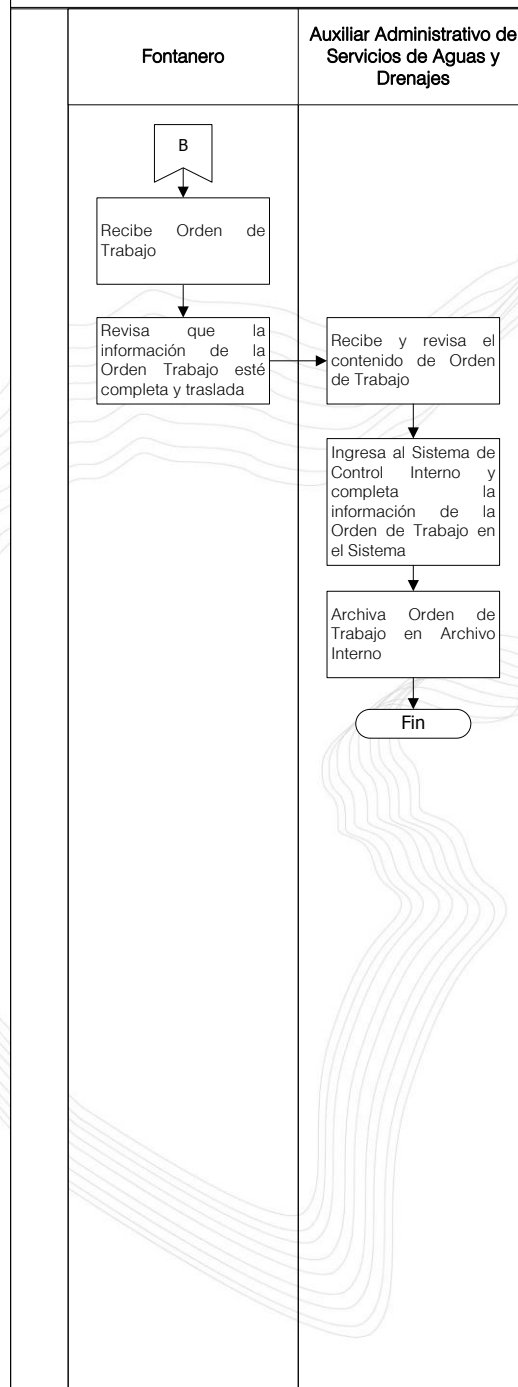 Fontanero
Auxiliar Administrativo de
Servicios de Aguas y
Drenajes
B
Recibe Orden de
Trabajo
Revisa que la
información de la
Orden Trabajo esté
completa y traslada
Recibe y revisa el
contenido de Orden
de Trabajo
Ingresa al Sistema de
Control Interno y
completa la
información de la
Orden de Trabajo en
el Sistema
Archiva Orden de
Trabajo en Archivo
Interno
Fin